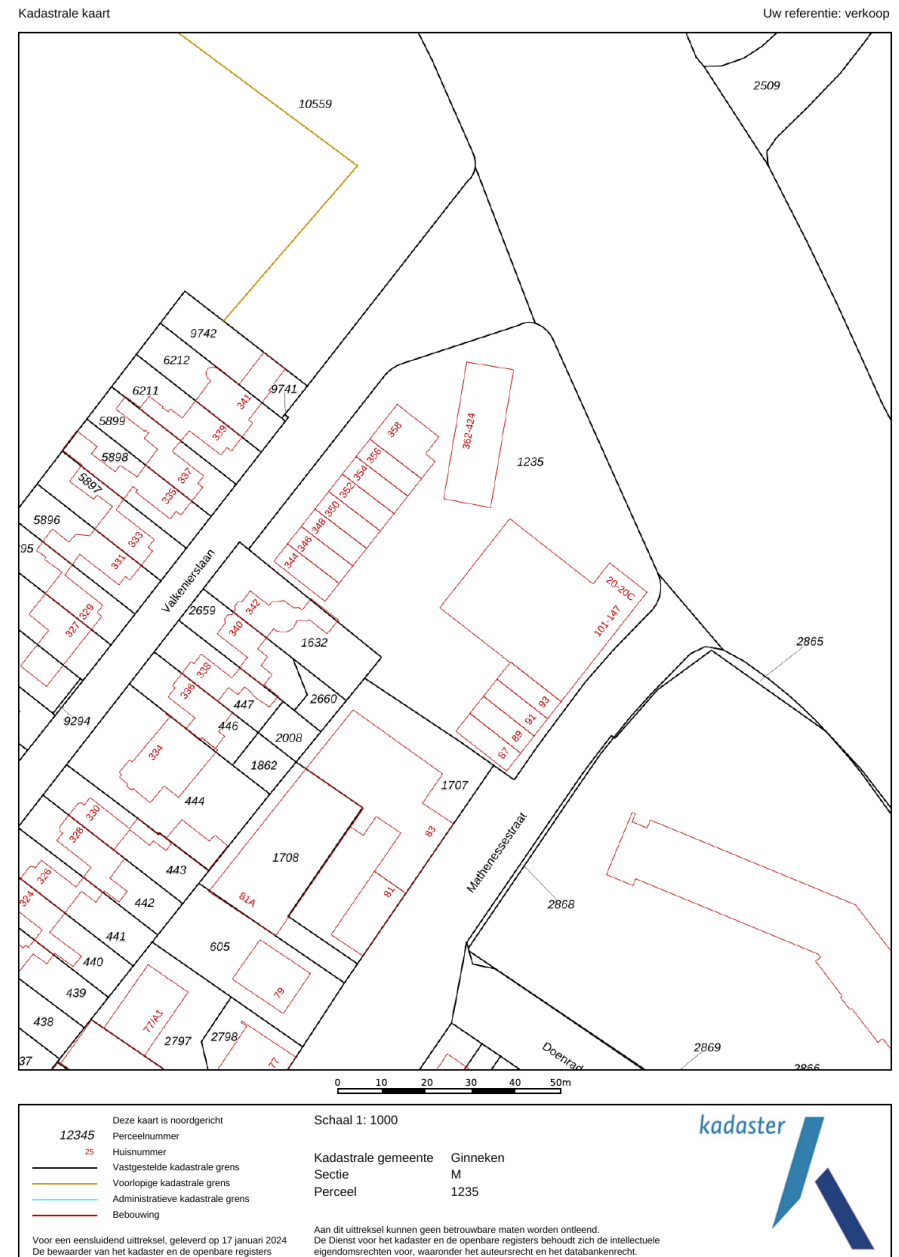 Kadastrale kaart
Uw referentie: verkoop
10559
2509
9742
6212
6211
9741
341
5899
339
358
362-424
5898
356
1235
337
354
5897
335
352
350
5896
348
333
346
95
331
344
Valkenierslaan
20-20C
329
2659
342
101-147
327
340
1632
2865
338
336
2660
447
93
9294
446
91
2008
89
334
87
1862
1707
444
330
83
328
Mathenessestraat
1708
443
326
81
324
81A
442
2868
441
605
440
439
79
438
77/A1
2797
2798
Doenrad
2869
37
77
2866
0 10 20 30 40 50m
Deze kaart is noordgericht
12345 Perceelnummer
25 Huisnummer
Vastgestelde kadastrale grens
Voorlopige kadastrale grens
Administratieve kadastrale grens
Bebouwing
Voor een eensluidend uittreksel, geleverd op 17 januari 2024
De bewaarder van het kadaster en de openbare registers
Schaal 1: 1000
Kadastrale gemeente Ginneken
Sectie M
Perceel 1235
Aan dit uittreksel kunnen geen betrouwbare maten worden ontleend.
De Dienst voor het kadaster en de openbare registers behoudt zich de intellectuele
eigendomsrechten voor, waaronder het auteursrecht en het databankenrecht.
kadaster